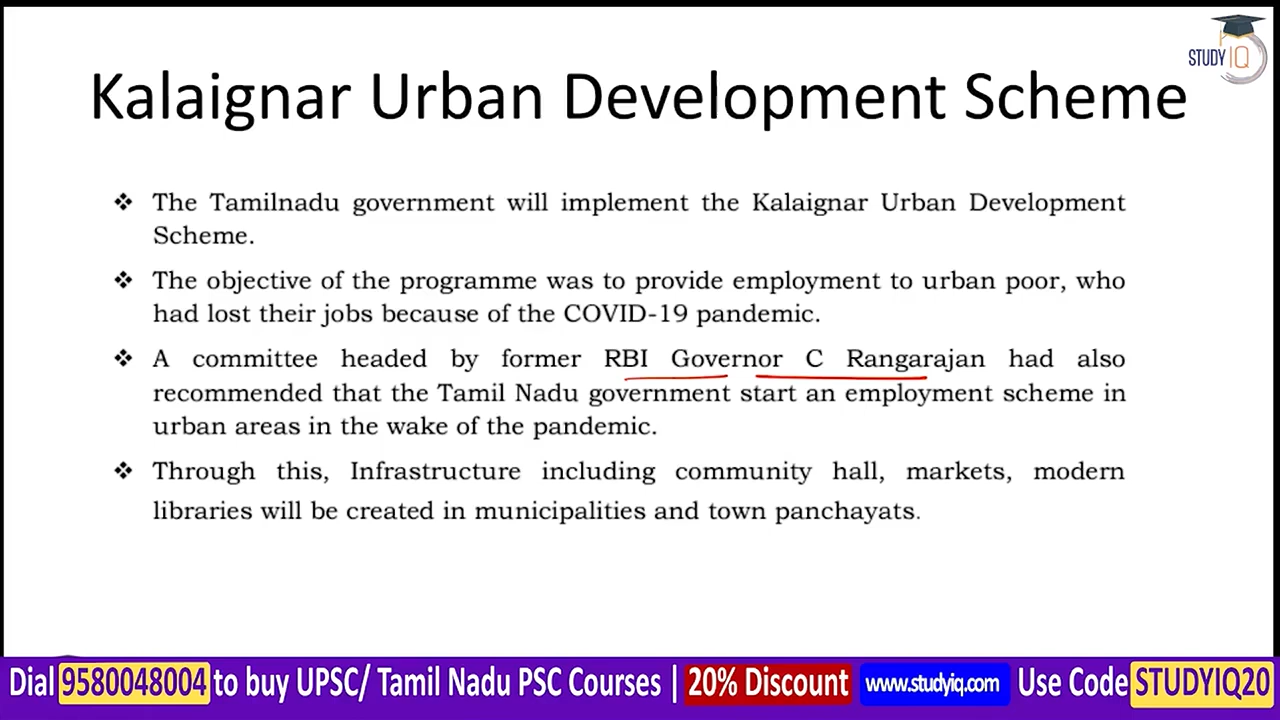 STUDY IQ
Kalaignar Urban Development Scheme
❖ The Tamilnadu government will implement the Kalaignar Urban Development
Scheme.
❖ The objective of the programme was to provide employment to urban poor, who
had lost their jobs because of the COVID-19 pandemic.
❖ A committee headed by former RBI Governor C Rangarajan had also
recommended that the Tamil Nadu government start an employment scheme in
urban areas in the wake of the pandemic.
❖ Through this, Infrastructure including community hall, markets, modern
libraries will be created in municipalities and town panchayats.
Dial 9580048004 to buy UPSC/ Tamil Nadu PSC Courses | 20% Discount www.studyiq.com Use Code STUDYIQ20